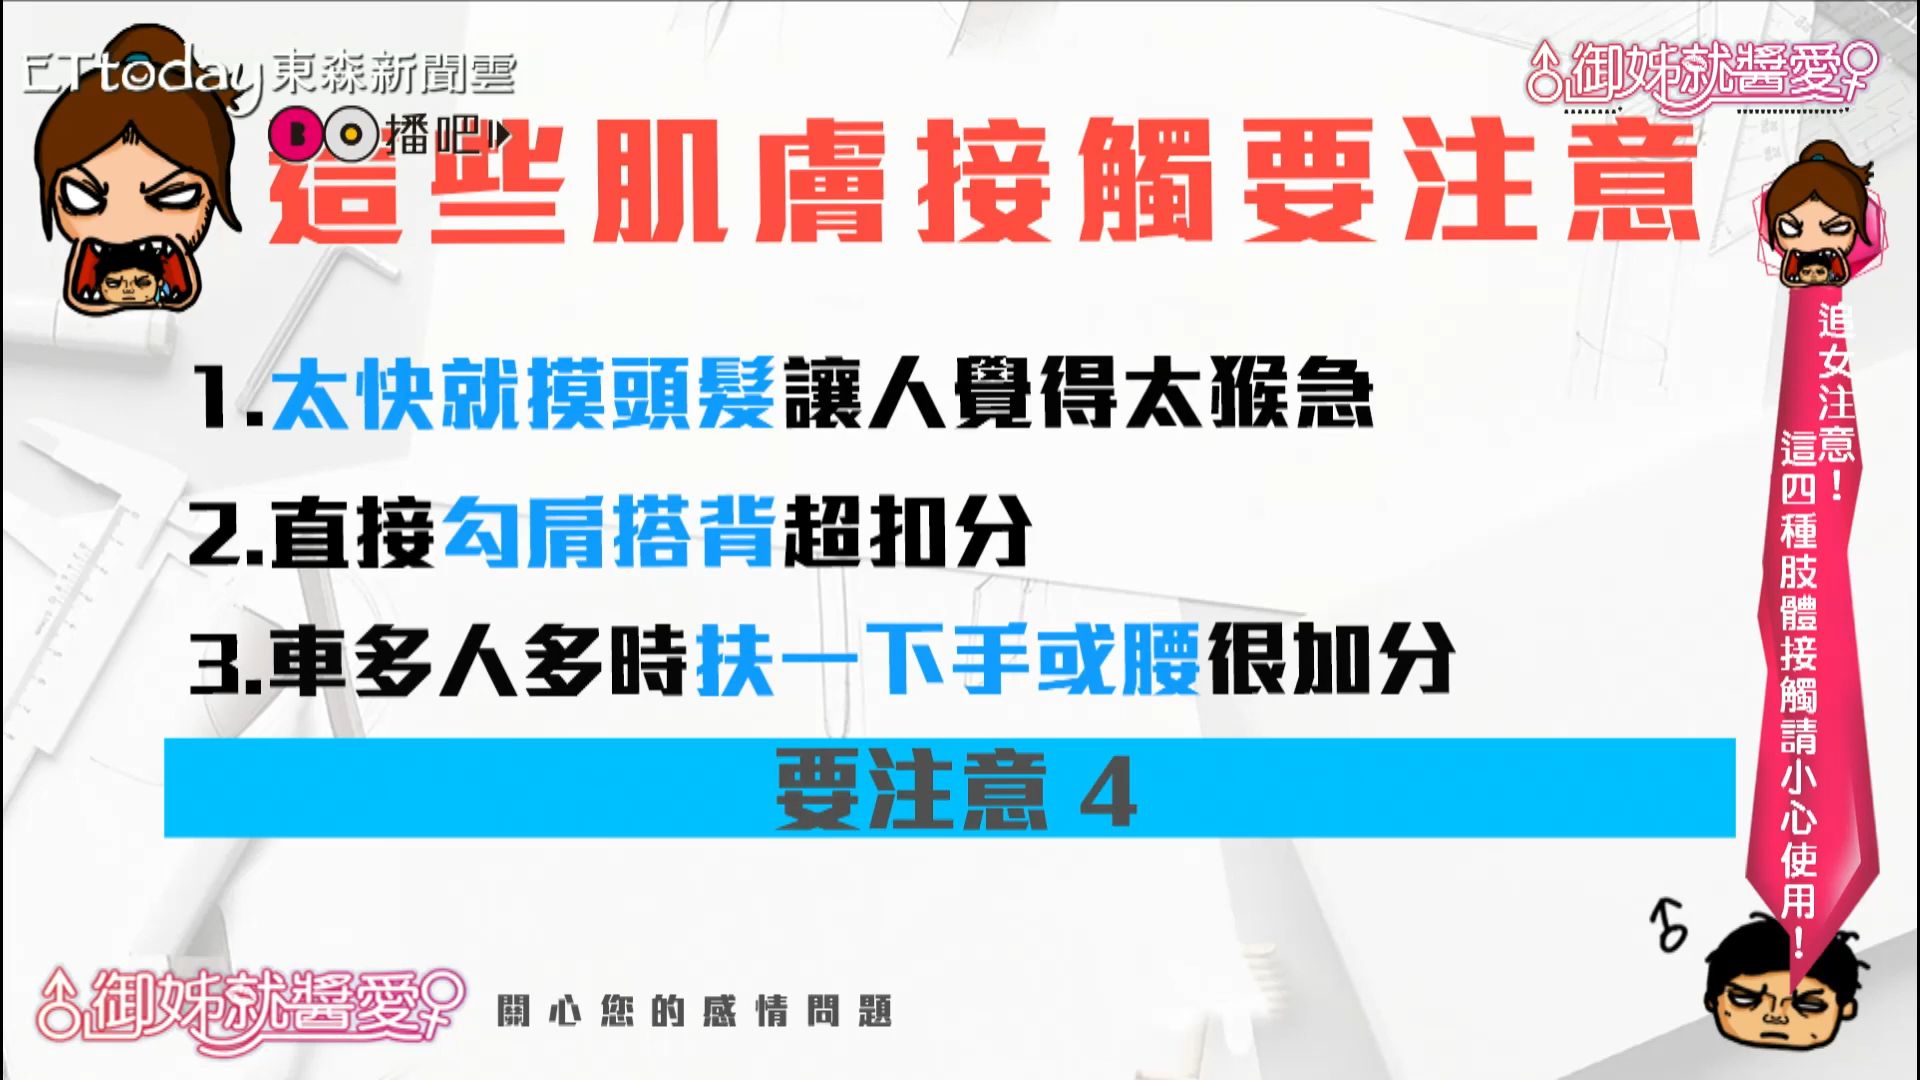 ETtoday東森新聞雲
BO播吧
♂御姊就醬愛♀
這些肌膚接觸要注意
1.太快就摸頭髮讓人覺得太猴急
2.直接勾肩搭背超扣分
3.車多人多時扶一下手或腰很加分
要注意 4
追女注意!
這四種肢體接觸請小心使用!
♂御姊就醬愛♀
關心您的感情問題